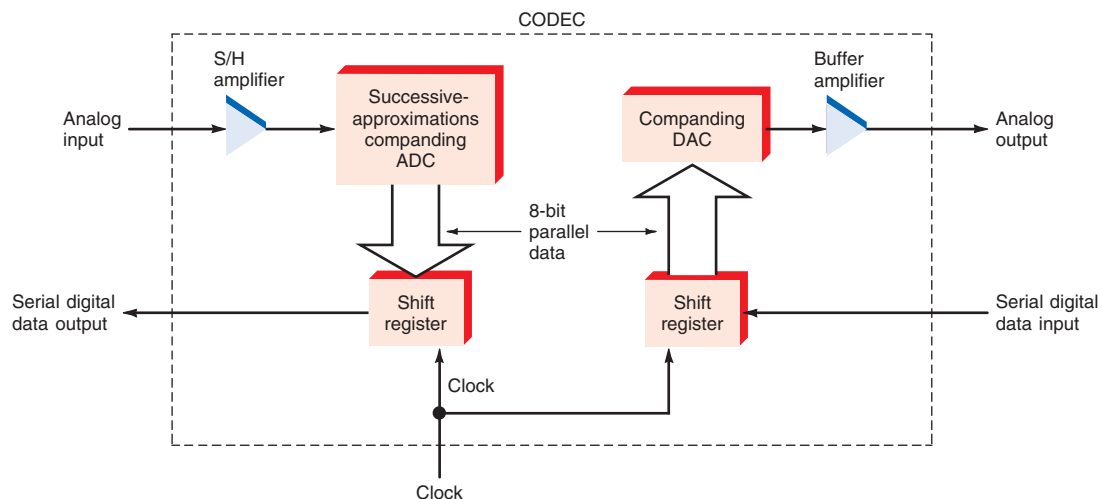 CODEC
S/H
amplifier
Analog
input
Successive-
approximations
companding
ADC
Companding
DAC
Buffer
amplifier
Analog
output
8-bit
parallel
data
Serial digital
data output
Shift
register
Shift
register
Serial digital
data input
Clock
Clock